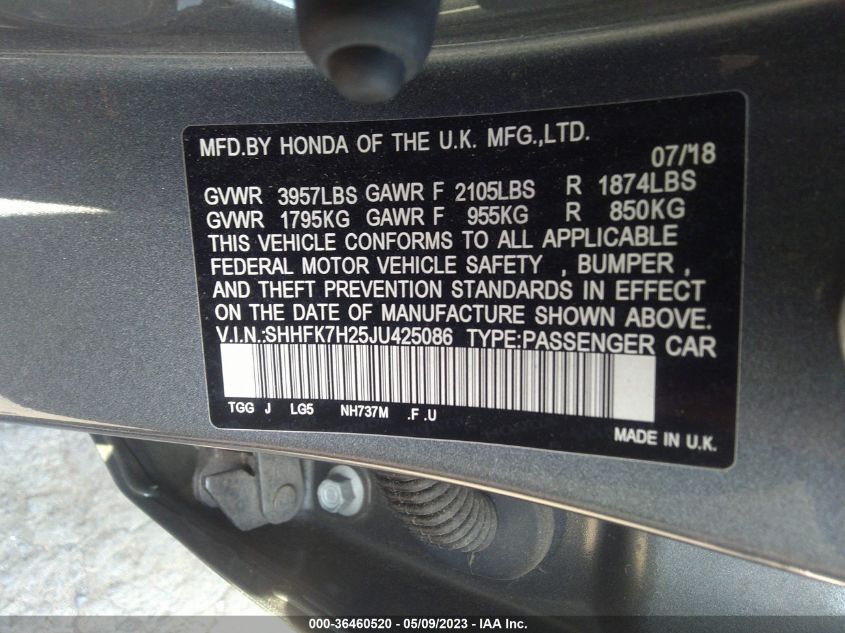 MFD.BY HONDA OF THE U.K. MFG.,LTD.
07/18
GVWR 3957LBS GAWR F 2105LBS R 1874LBS
GVWR 1795KG GAWR F 955KG R 850KG
THIS VEHICLE CONFORMS TO ALL APPLICABLE
FEDERAL MOTOR VEHICLE SAFETY , BUMPER ,
AND THEFT PREVENTION STANDARDS IN EFFECT
ON THE DATE OF MANUFACTURE SHOWN ABOVE.
V.I.N.:SHHFK7H25JU425086 TYPE:PASSENGER CAR
TGG J LG5 NH737M .F .U
MADE IN U.K.
000-36460520 - 05/09/2023 - IAA Inc.